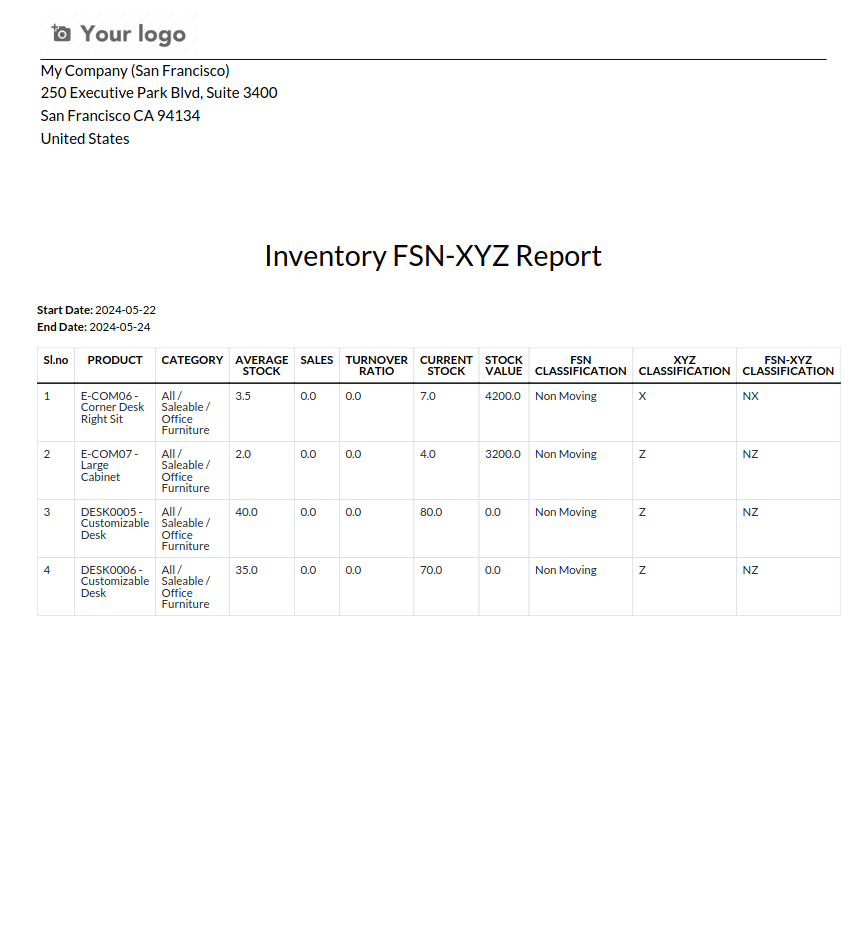 Your logo
My Company (San Francisco)
250 Executive Park Blvd, Suite 3400
San Francisco CA 94134
United States
Inventory FSN-XYZ Report
Start Date: 2024-05-22
End Date: 2024-05-24
Sl.no PRODUCT CATEGORY AVERAGE SALES TURNOVER CURRENT STOCK FSN XYZ FSN-XYZ
STOCK RATIO STOCK VALUE CLASSIFICATION CLASSIFICATION CLASSIFICATION
1 E-COM06 - All / 3.5 0.0 0.0 7.0 4200.0 Non Moving X NX
Corner Desk Saleable /
Right Sit Office
Furniture
2 E-COM07 - All / 2.0 0.0 0.0 4.0 3200.0 Non Moving Z NZ
Large Saleable /
Cabinet Office
Furniture
3 DESK0005 - All / 40.0 0.0 0.0 80.0 0.0 Non Moving Z NZ
Customizable Saleable /
Desk Office
Furniture
4 DESK0006 - All / 35.0 0.0 0.0 70.0 0.0 Non Moving Z NZ
Customizable Saleable /
Desk Office
Furniture